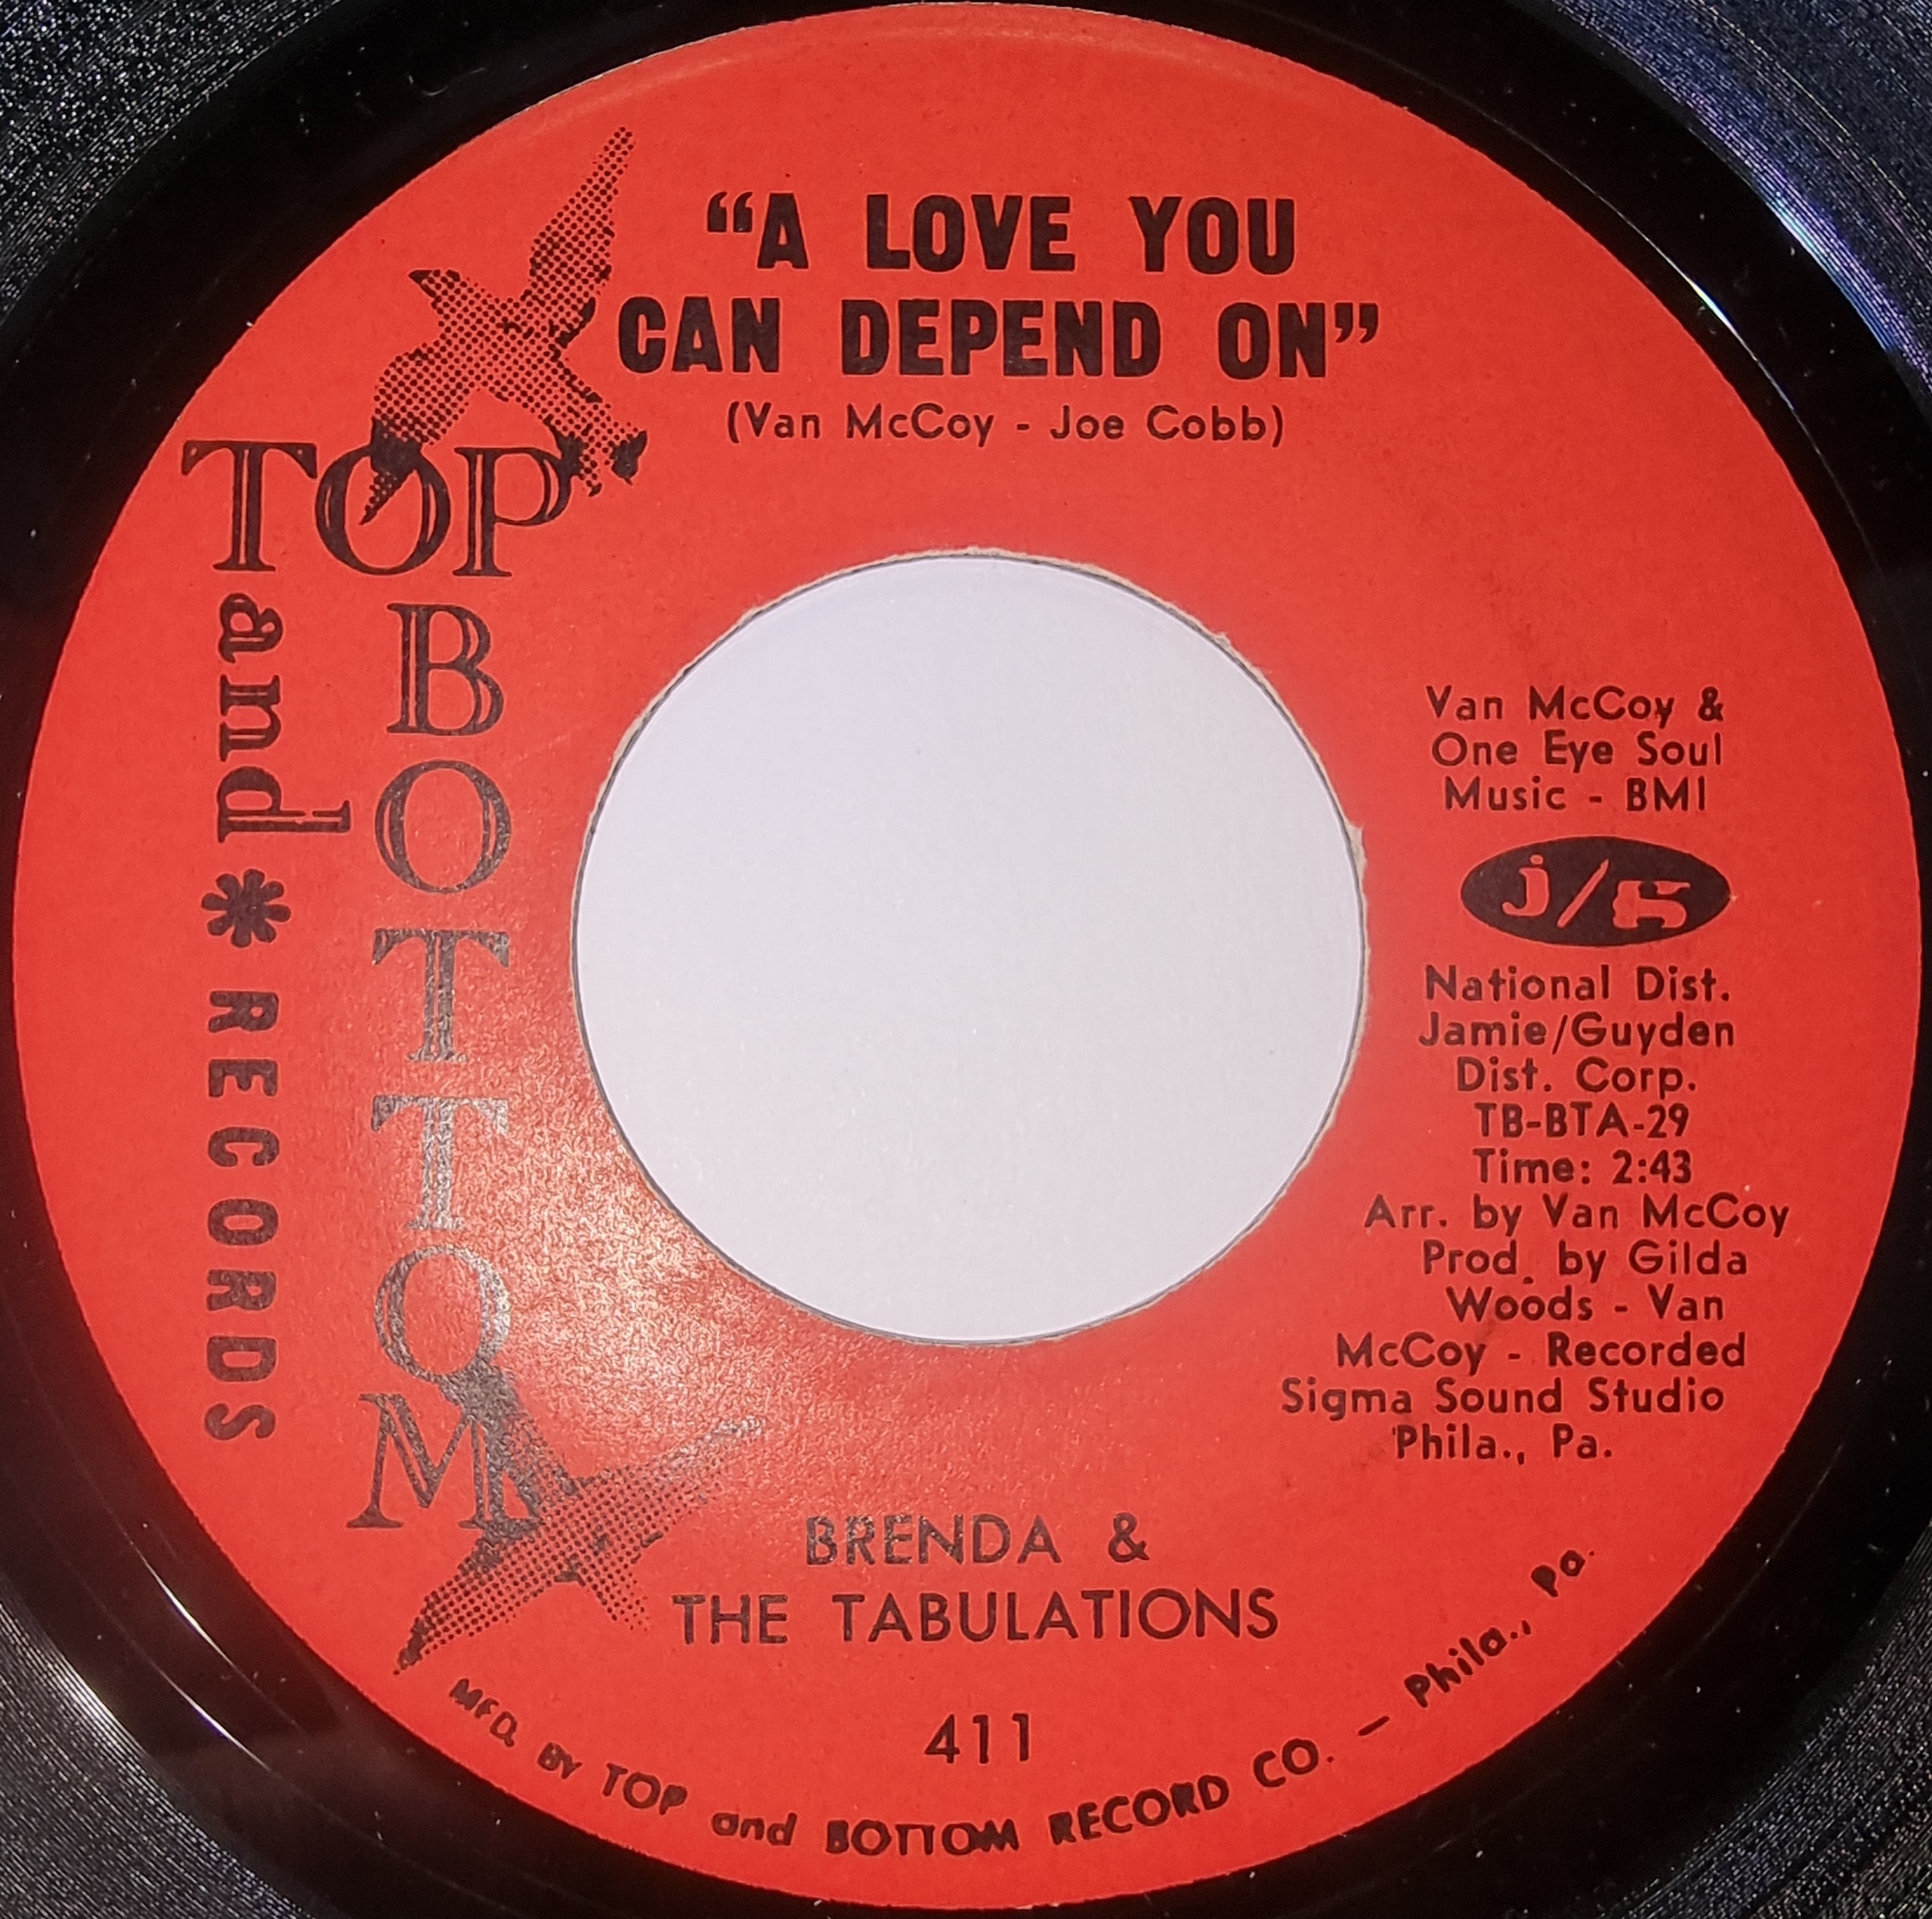 “A LOVE YOU
CAN DEPEND ON”
(Van McCoy - Joe Cobb)
TOP
and
BOTTOM
RECORDS
Van McCoy &
One Eye Soul
Music - BMI
j/G
National Dist.
Jamie/Guyden
Dist. Corp.
TB-BTA-29
Time: 2:43
Arr. by Van McCoy
Prod. by Gilda
Woods - Van
McCoy - Recorded
Sigma Sound Studio
Phila., Pa.
BRENDA &
THE TABULATIONS
411
MFD. BY TOP and BOTTOM RECORD CO. — Phila., Pa.